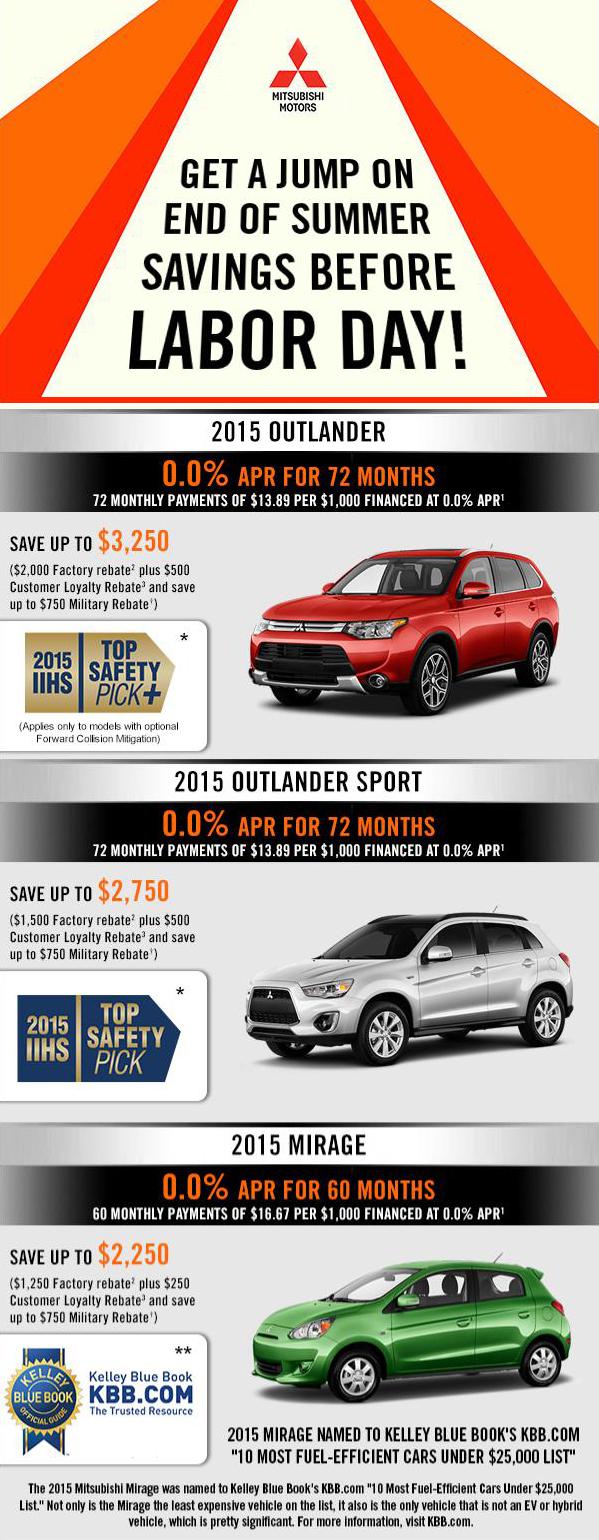 MITSUBISHI
MOTORS
GET A JUMP ON
END OF SUMMER
SAVINGS BEFORE
LABOR DAY!
2015 OUTLANDER
0.0% APR FOR 72 MONTHS
72 MONTHLY PAYMENTS OF $13.89 PER $1,000 FINANCED AT 0.0% APR¹
SAVE UP TO $3,250
($2,000 Factory rebate² plus $500
Customer Loyalty Rebate³ and save
up to $750 Military Rebate⁺)
*
2015 IIHS TOP SAFETY PICK+
(Applies only to models with optional
Forward Collision Mitigation)
2015 OUTLANDER SPORT
0.0% APR FOR 72 MONTHS
72 MONTHLY PAYMENTS OF $13.89 PER $1,000 FINANCED AT 0.0% APR¹
SAVE UP TO $2,750
($1,500 Factory rebate² plus $500
Customer Loyalty Rebate³ and save
up to $750 Military Rebate⁺)
*
2015 IIHS TOP SAFETY PICK
2015 MIRAGE
0.0% APR FOR 60 MONTHS
60 MONTHLY PAYMENTS OF $16.67 PER $1,000 FINANCED AT 0.0% APR¹
SAVE UP TO $2,250
($1,250 Factory rebate² plus $250
Customer Loyalty Rebate³ and save
up to $750 Military Rebate⁺)
**
KELLEY
BLUE BOOK
OFFICIAL GUIDE
Kelley Blue Book
KBB.COM
The Trusted Resource
2015 MIRAGE NAMED TO KELLEY BLUE BOOK'S KBB.COM
"10 MOST FUEL-EFFICIENT CARS UNDER $25,000 LIST"
The 2015 Mitsubishi Mirage was named to Kelley Blue Book's KBB.com "10 Most Fuel-Efficient Cars Under $25,000
List." Not only is the Mirage the least expensive vehicle on the list, it also is the only vehicle that is not an EV or hybrid
vehicle, which is pretty significant. For more information, visit KBB.com.